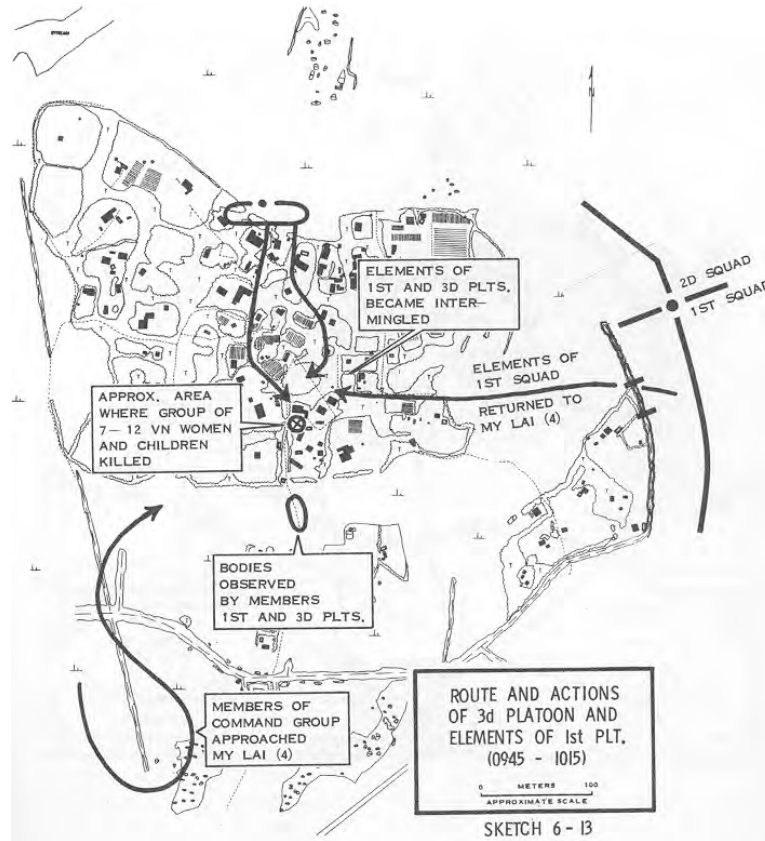 N
2D SQUAD
1ST SQUAD
ELEMENTS OF
1ST AND 3D PLTS.
BECAME INTER-
MINGLED
ELEMENTS OF
1ST SQUAD
RETURNED TO
MY LAI (4)
APPROX. AREA
WHERE GROUP OF
7-12 VN WOMEN
AND CHILDREN
KILLED
BODIES
OBSERVED
BY MEMBERS
1ST AND 3D PLTS.
MEMBERS OF
COMMAND GROUP
APPROACHED
MY LAI (4)
ROUTE AND ACTIONS
OF 3d PLATOON AND
ELEMENTS OF 1st PLT.
(0945 - 1015)
0 METERS 100
APPROXIMATE SCALE
SKETCH 6-13